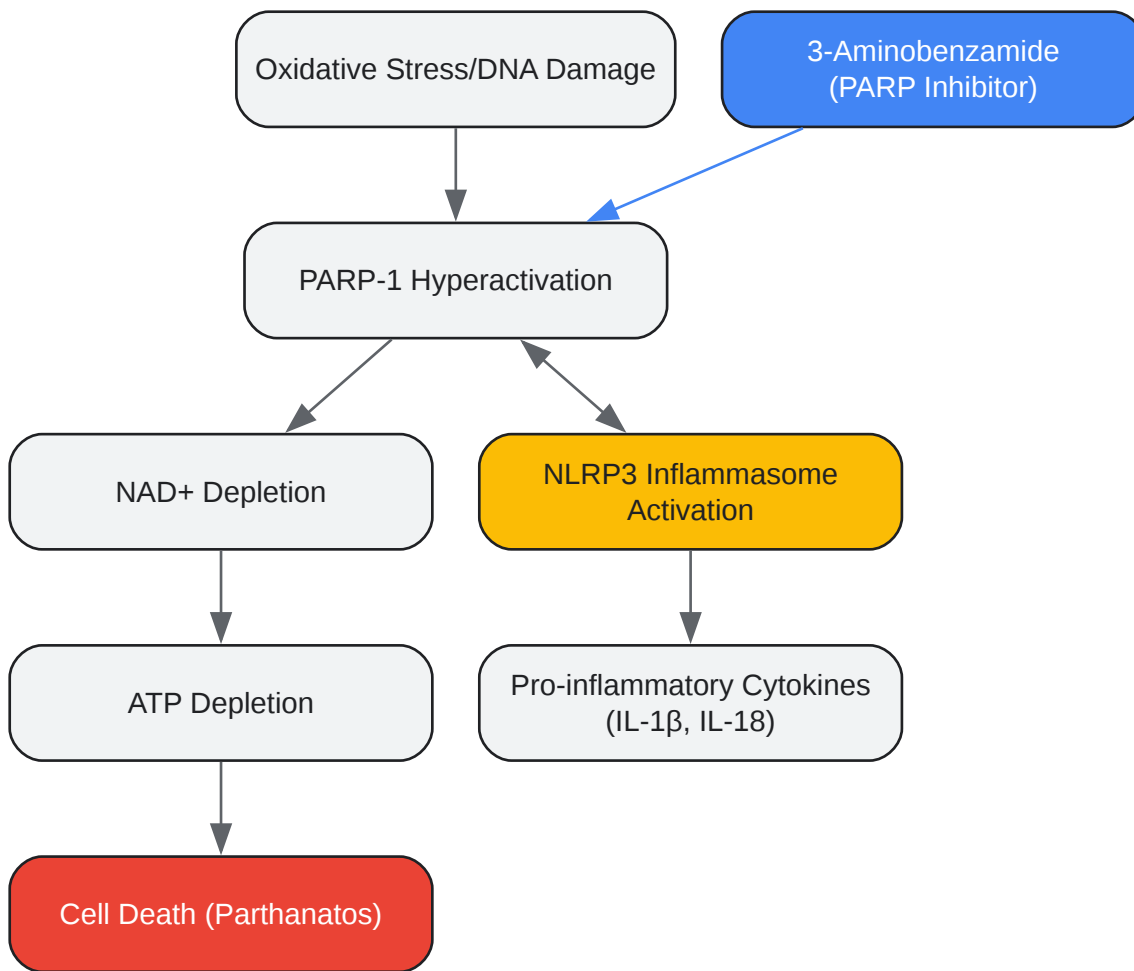 Oxidative Stress/DNA Damage
3-Aminobenzamide
(PARP Inhibitor)
PARP-1 Hyperactivation
NAD+ Depletion
NLRP3 Inflammasome
Activation
ATP Depletion
Pro-inflammatory Cytokines
(IL-1β, IL-18)
Cell Death (Parthanatos)